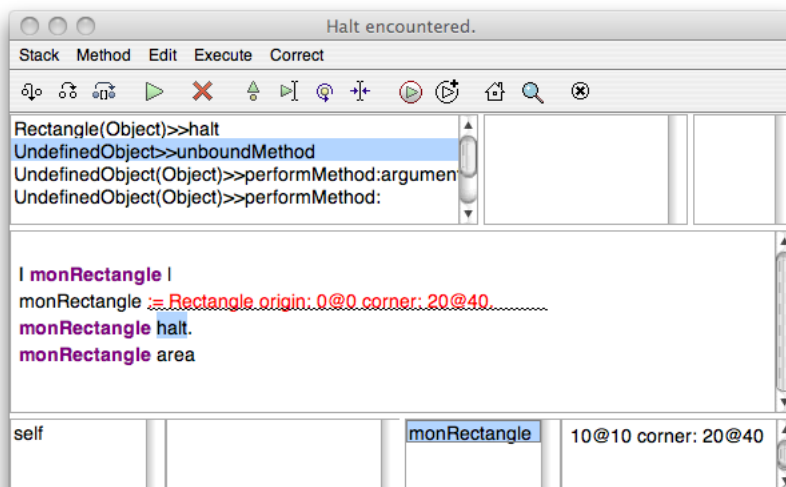 Halt encountered.
Stack Method Edit Execute Correct
Rectangle(Object)>>halt
UndefinedObject>>unboundMethod
UndefinedObject(Object)>>performMethod:argument
UndefinedObject(Object)>>performMethod:
| monRectangle |
monRectangle := Rectangle origin: 0@0 corner: 20@40.
monRectangle halt.
monRectangle area
self
monRectangle
10@10 corner: 20@40